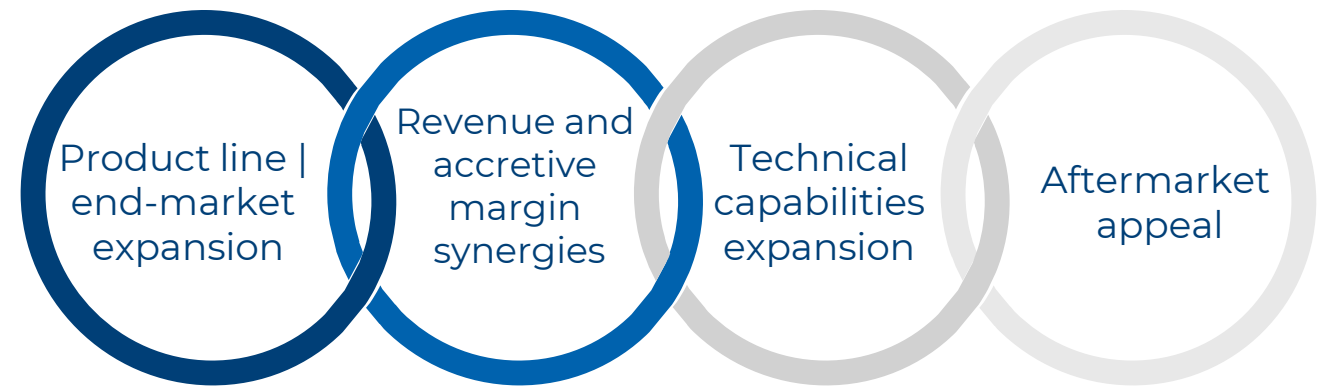 Product line |
end-market
expansion
Revenue and
accretive
margin
synergies
Technical
capabilities
expansion
Aftermarket
appeal